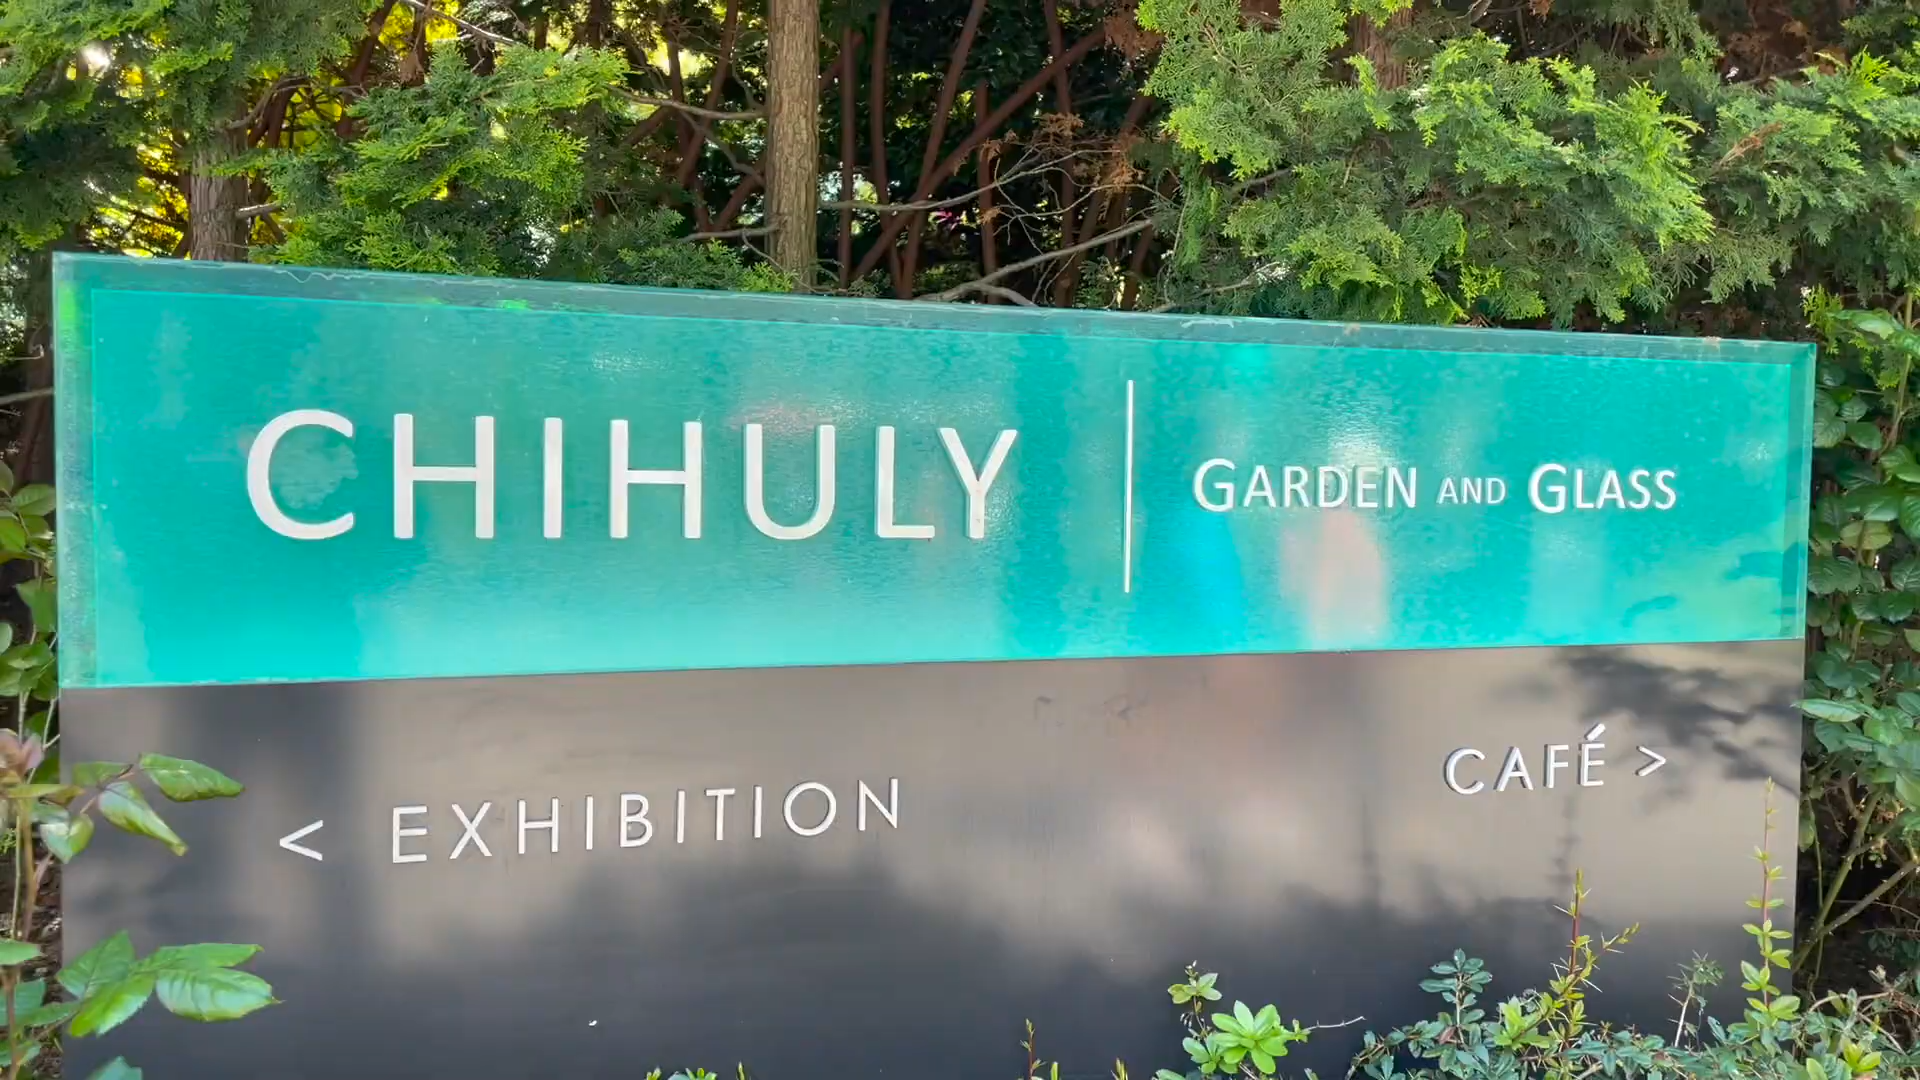 CHIHULY | GARDEN AND GLASS
< EXHIBITION
CAFÉ >